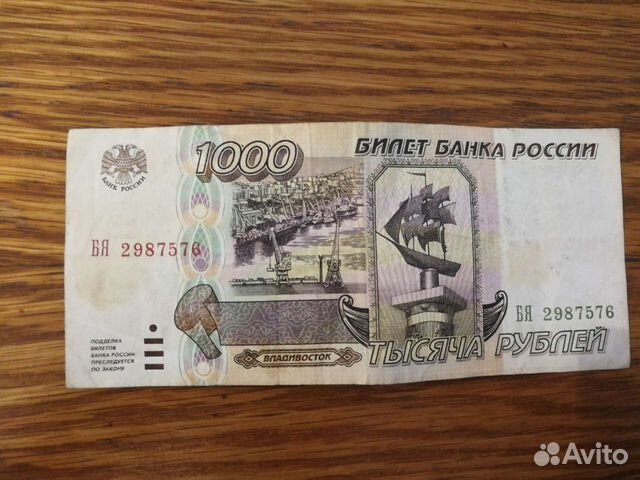 1000
БИЛЕТ БАНКА РОССИИ
БАНК РОССИИ
БЯ 2987576
БЯ 2987576
ПОДДЕЛКА
БИЛЕТОВ
БАНКА РОССИИ
ПРЕСЛЕДУЕТСЯ
ПО ЗАКОНУ
ВЛАДИВОСТОК
ТЫСЯЧА РУБЛЕЙ
Avito